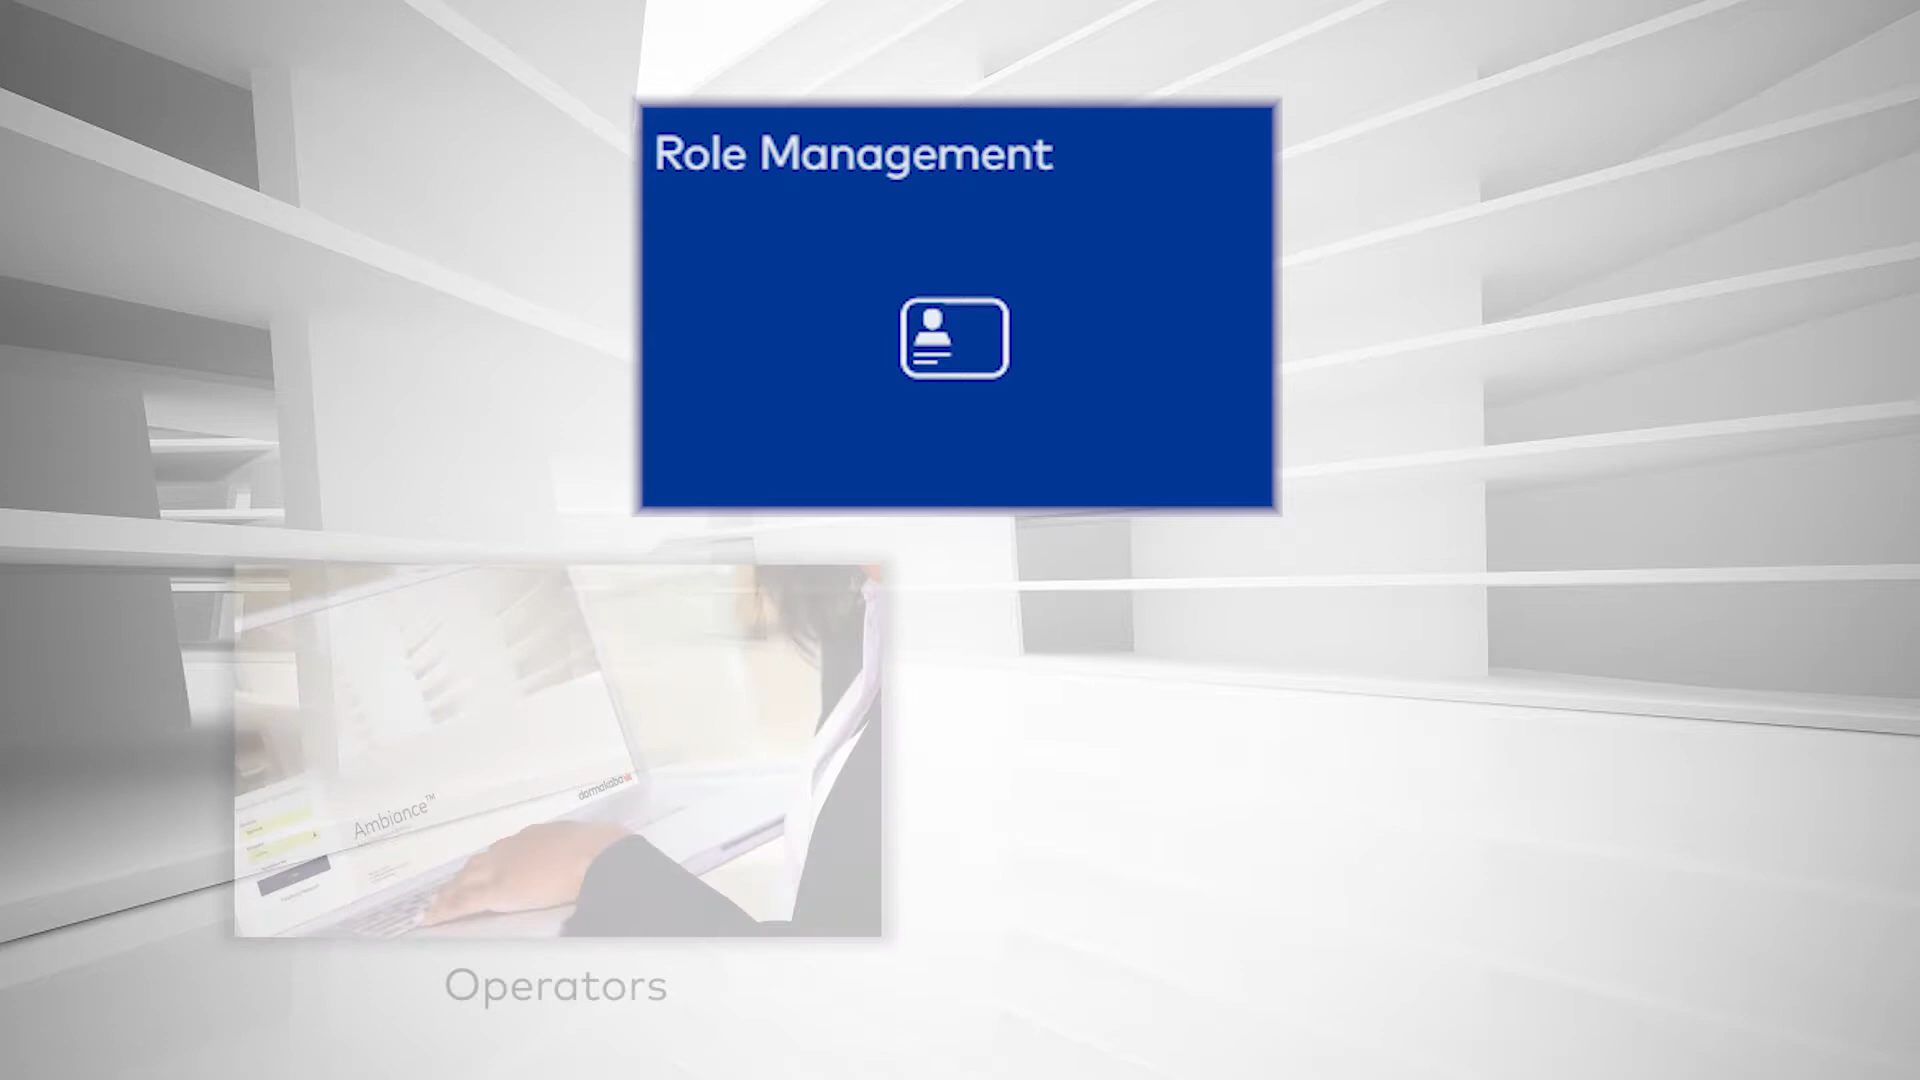 Role Management
Ambiance™
dormakaba
Operators